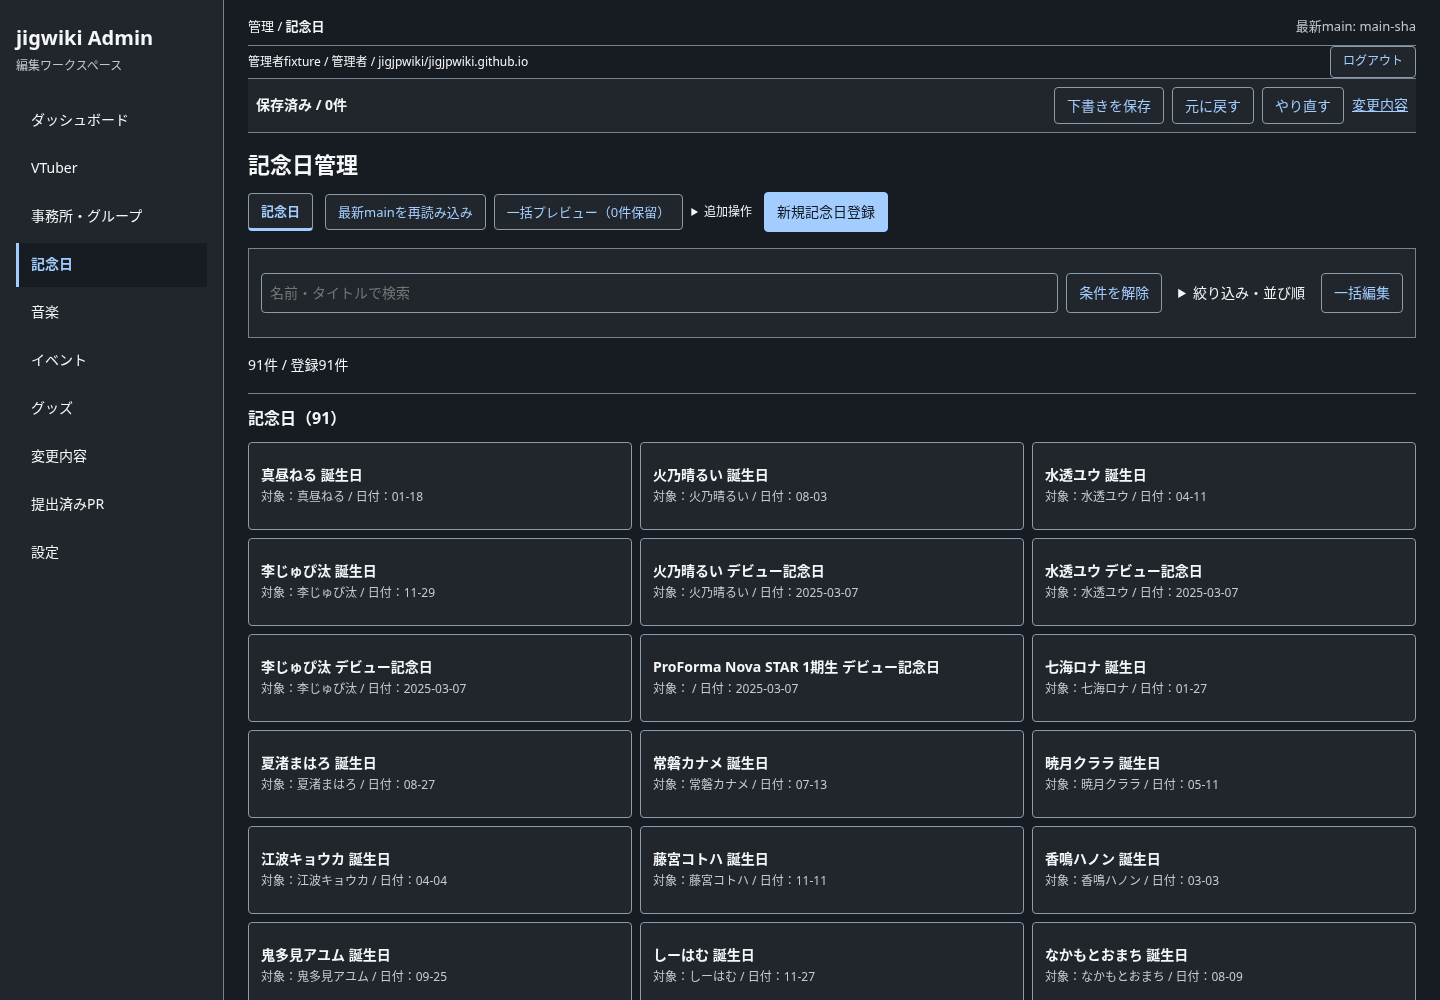 jigwiki Admin
編集ワークスペース
ダッシュボード
VTuber
事務所・グループ
記念日
音楽
イベント
グッズ
変更内容
提出済みPR
設定
管理 / 記念日
最新main: main-sha
管理者fixture / 管理者 / jigjpwiki/jigjpwiki.github.io
ログアウト
保存済み / 0件
下書きを保存
元に戻す
やり直す
変更内容
記念日管理
記念日
最新mainを再読み込み
一括プレビュー（0件保留）
▶ 追加操作
新規記念日登録
名前・タイトルで検索
条件を解除
▶ 絞り込み・並び順
一括編集
91件 / 登録91件
記念日（91）
真昼ねる 誕生日
対象：真昼ねる / 日付：01-18
火乃晴るい 誕生日
対象：火乃晴るい / 日付：08-03
水透ユウ 誕生日
対象：水透ユウ / 日付：04-11
李じゅぴ汰 誕生日
対象：李じゅぴ汰 / 日付：11-29
火乃晴るい デビュー記念日
対象：火乃晴るい / 日付：2025-03-07
水透ユウ デビュー記念日
対象：水透ユウ / 日付：2025-03-07
李じゅぴ汰 デビュー記念日
対象：李じゅぴ汰 / 日付：2025-03-07
ProForma Nova STAR 1期生 デビュー記念日
対象： / 日付：2025-03-07
七海ロナ 誕生日
対象：七海ロナ / 日付：01-27
夏渚まはろ 誕生日
対象：夏渚まはろ / 日付：08-27
常磐カナメ 誕生日
対象：常磐カナメ / 日付：07-13
暁月クララ 誕生日
対象：暁月クララ / 日付：05-11
江波キョウカ 誕生日
対象：江波キョウカ / 日付：04-04
藤宮コトハ 誕生日
対象：藤宮コトハ / 日付：11-11
香鳴ハノン 誕生日
対象：香鳴ハノン / 日付：03-03
鬼多見アユム 誕生日
対象：鬼多見アユム / 日付：09-25
しーはむ 誕生日
対象：しーはむ / 日付：11-27
なかもとおまち 誕生日
対象：なかもとおまち / 日付：08-09